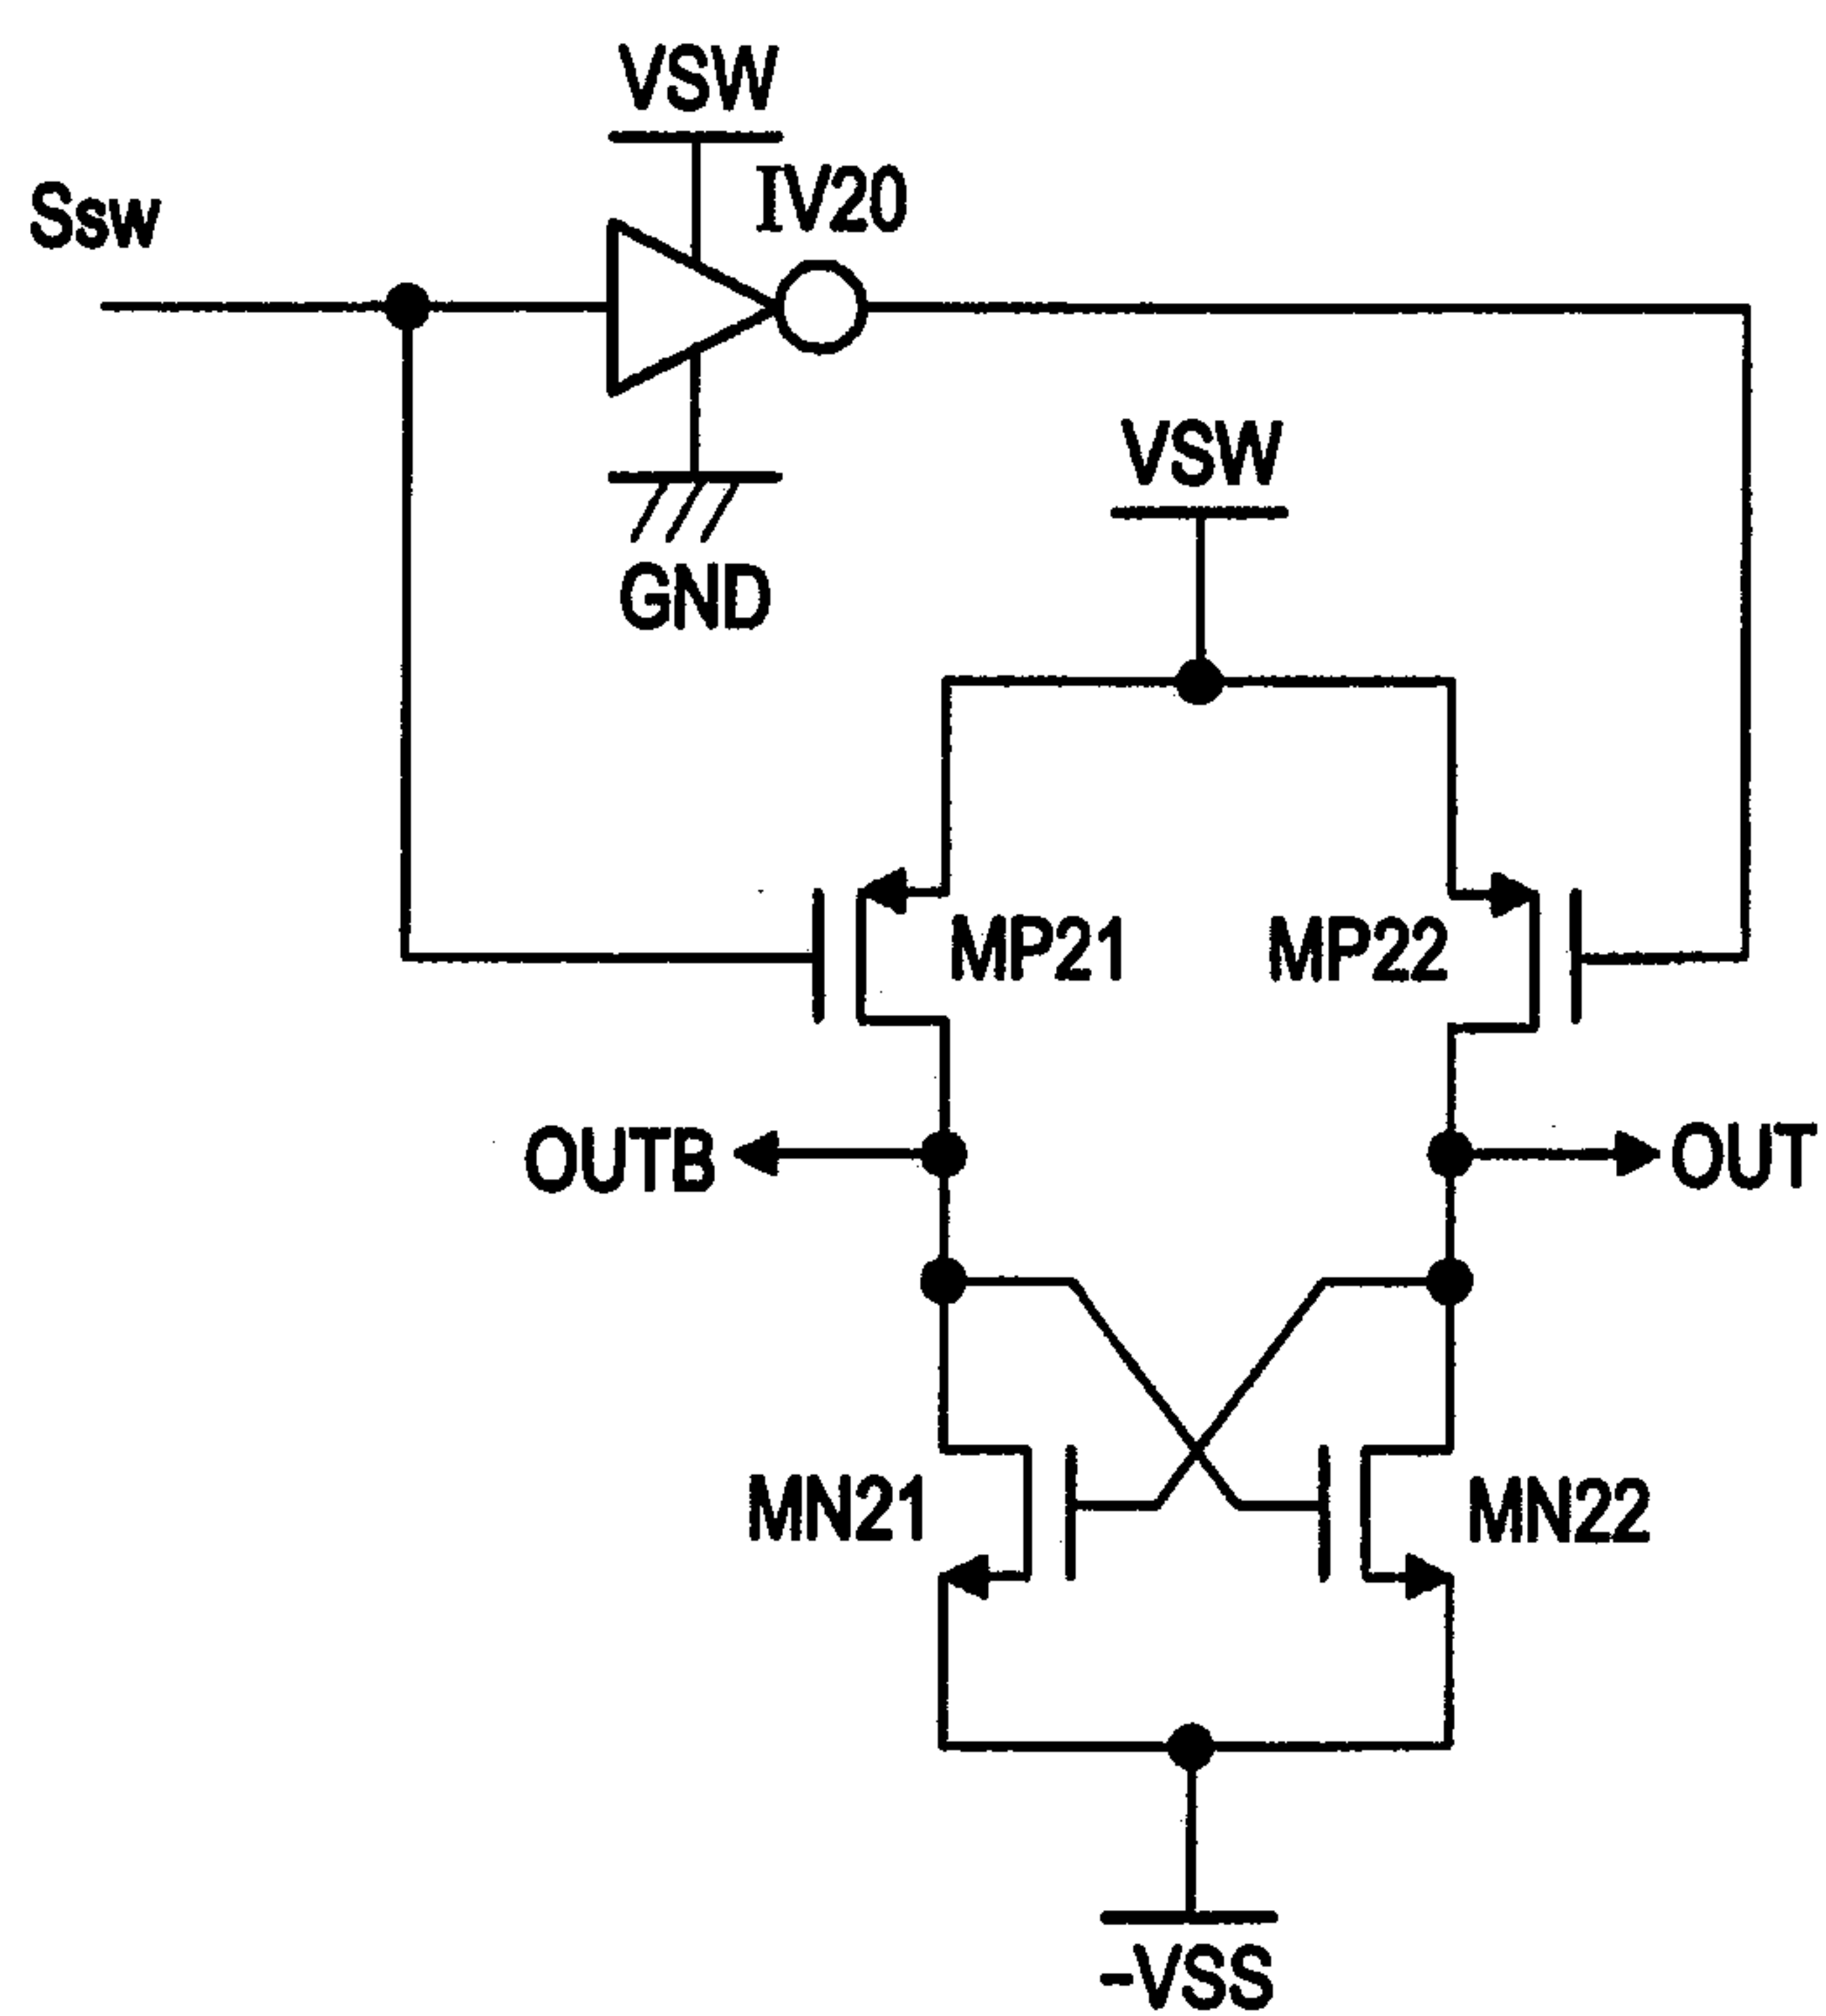 VSW
IV20
Ssw
GND
VSW
MP21
MP22
OUTB
OUT
MN21
MN22
-VSS